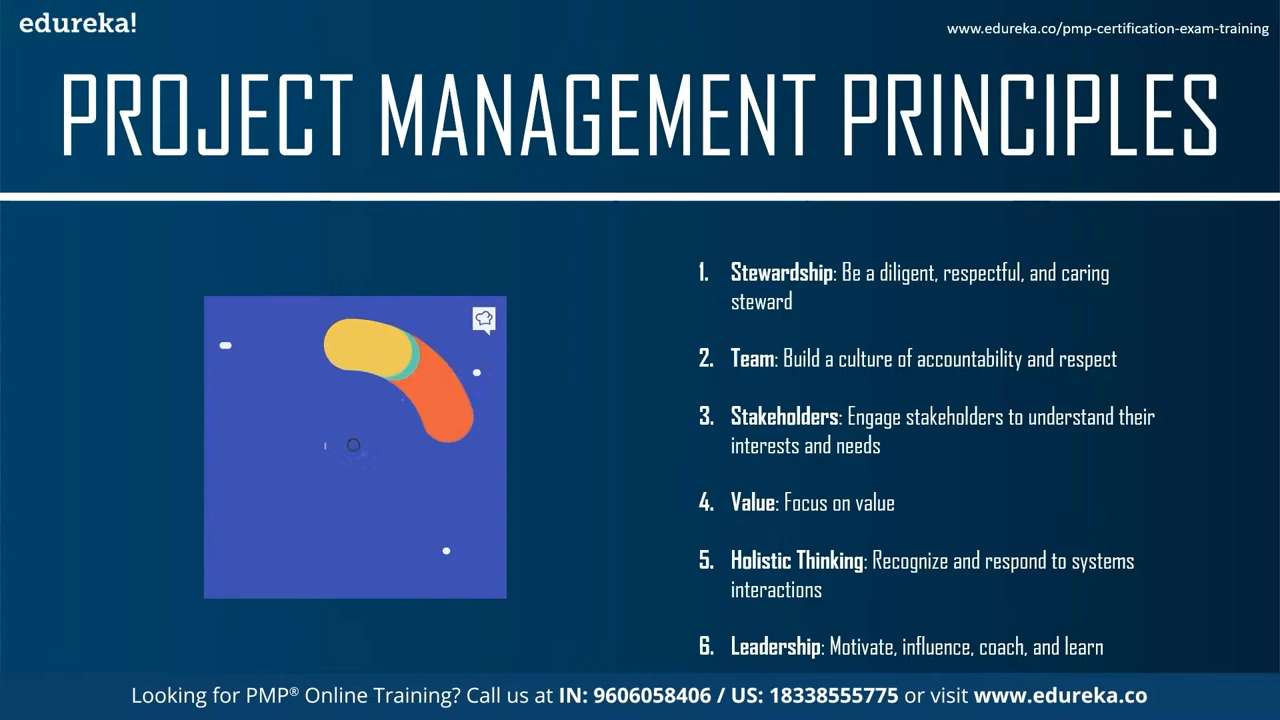 edureka!
www.edureka.co/pmp-certification-exam-training
PROJECT MANAGEMENT PRINCIPLES
1. Stewardship: Be a diligent, respectful, and caring
steward
2. Team: Build a culture of accountability and respect
3. Stakeholders: Engage stakeholders to understand their
interests and needs
4. Value: Focus on value
5. Holistic Thinking: Recognize and respond to systems
interactions
6. Leadership: Motivate, influence, coach, and learn
Looking for PMP® Online Training? Call us at IN: 9606058406 / US: 18338555775 or visit www.edureka.co